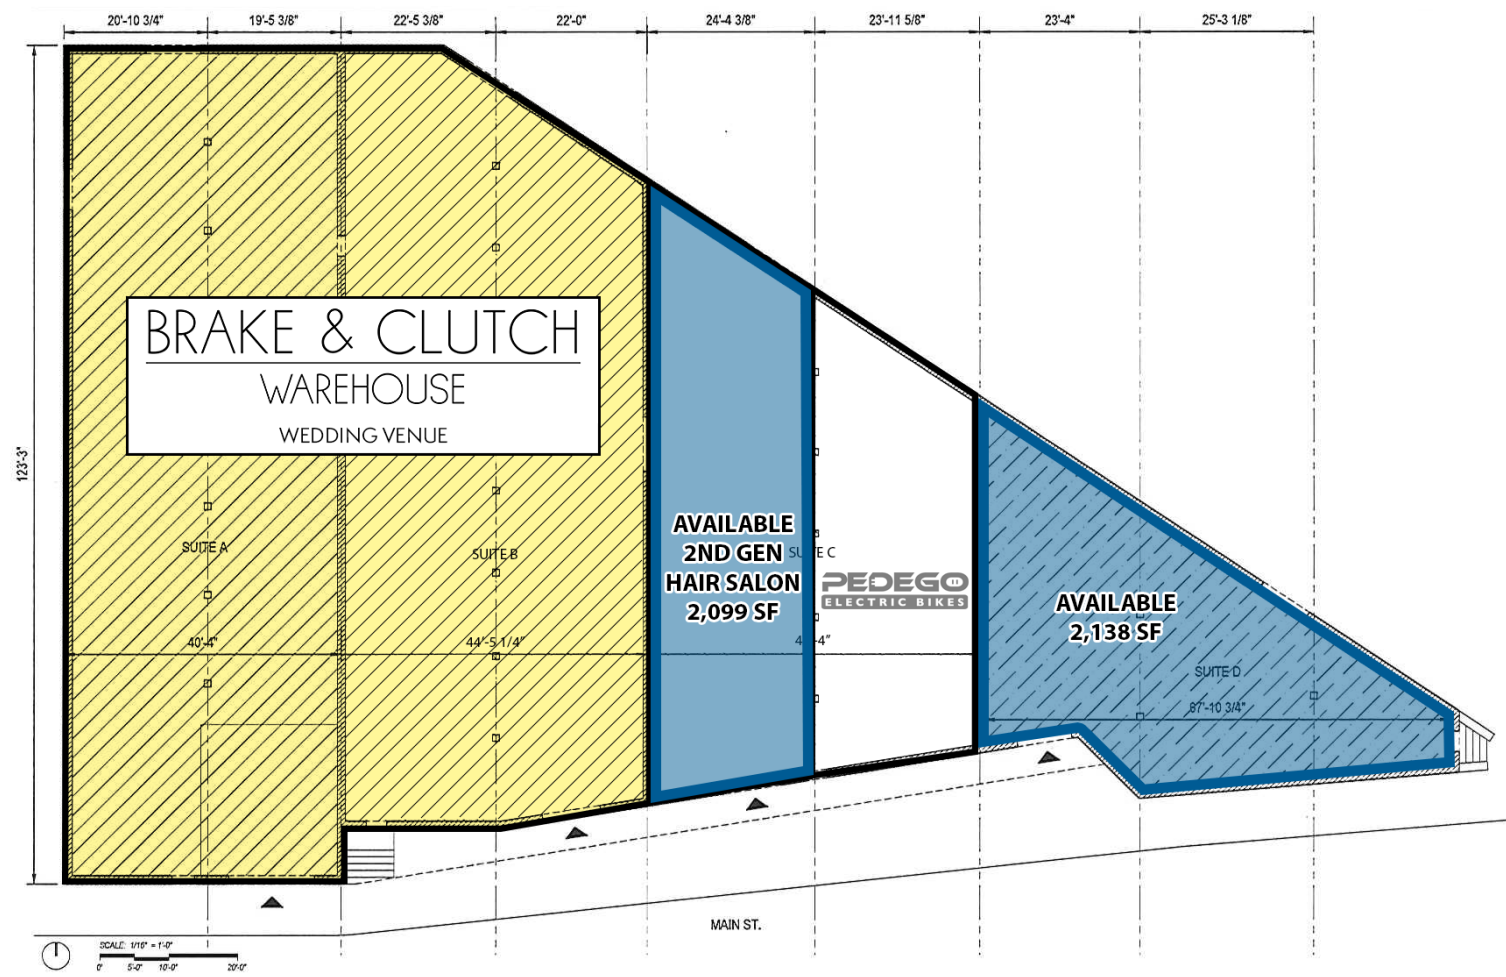 20'-10 3/4" 19'-5 3/8" 22'-5 3/8" 22'-0" 24'-4 3/8" 23'-11 5/8" 23'-4" 25'-3 1/8"
123'-3"
BRAKE & CLUTCH
WAREHOUSE
WEDDING VENUE
SUITE A
SUITE B
AVAILABLE
2ND GEN
HAIR SALON
2,099 SF
PEDEGO
ELECTRIC BIKES
AVAILABLE
2,138 SF
40'-4"
44'-5 1/4"
SUITE D
67'-10 3/4"
MAIN ST.
SCALE: 1/16" = 1'-0"
0' 5'-0" 10'-0" 20'-0"